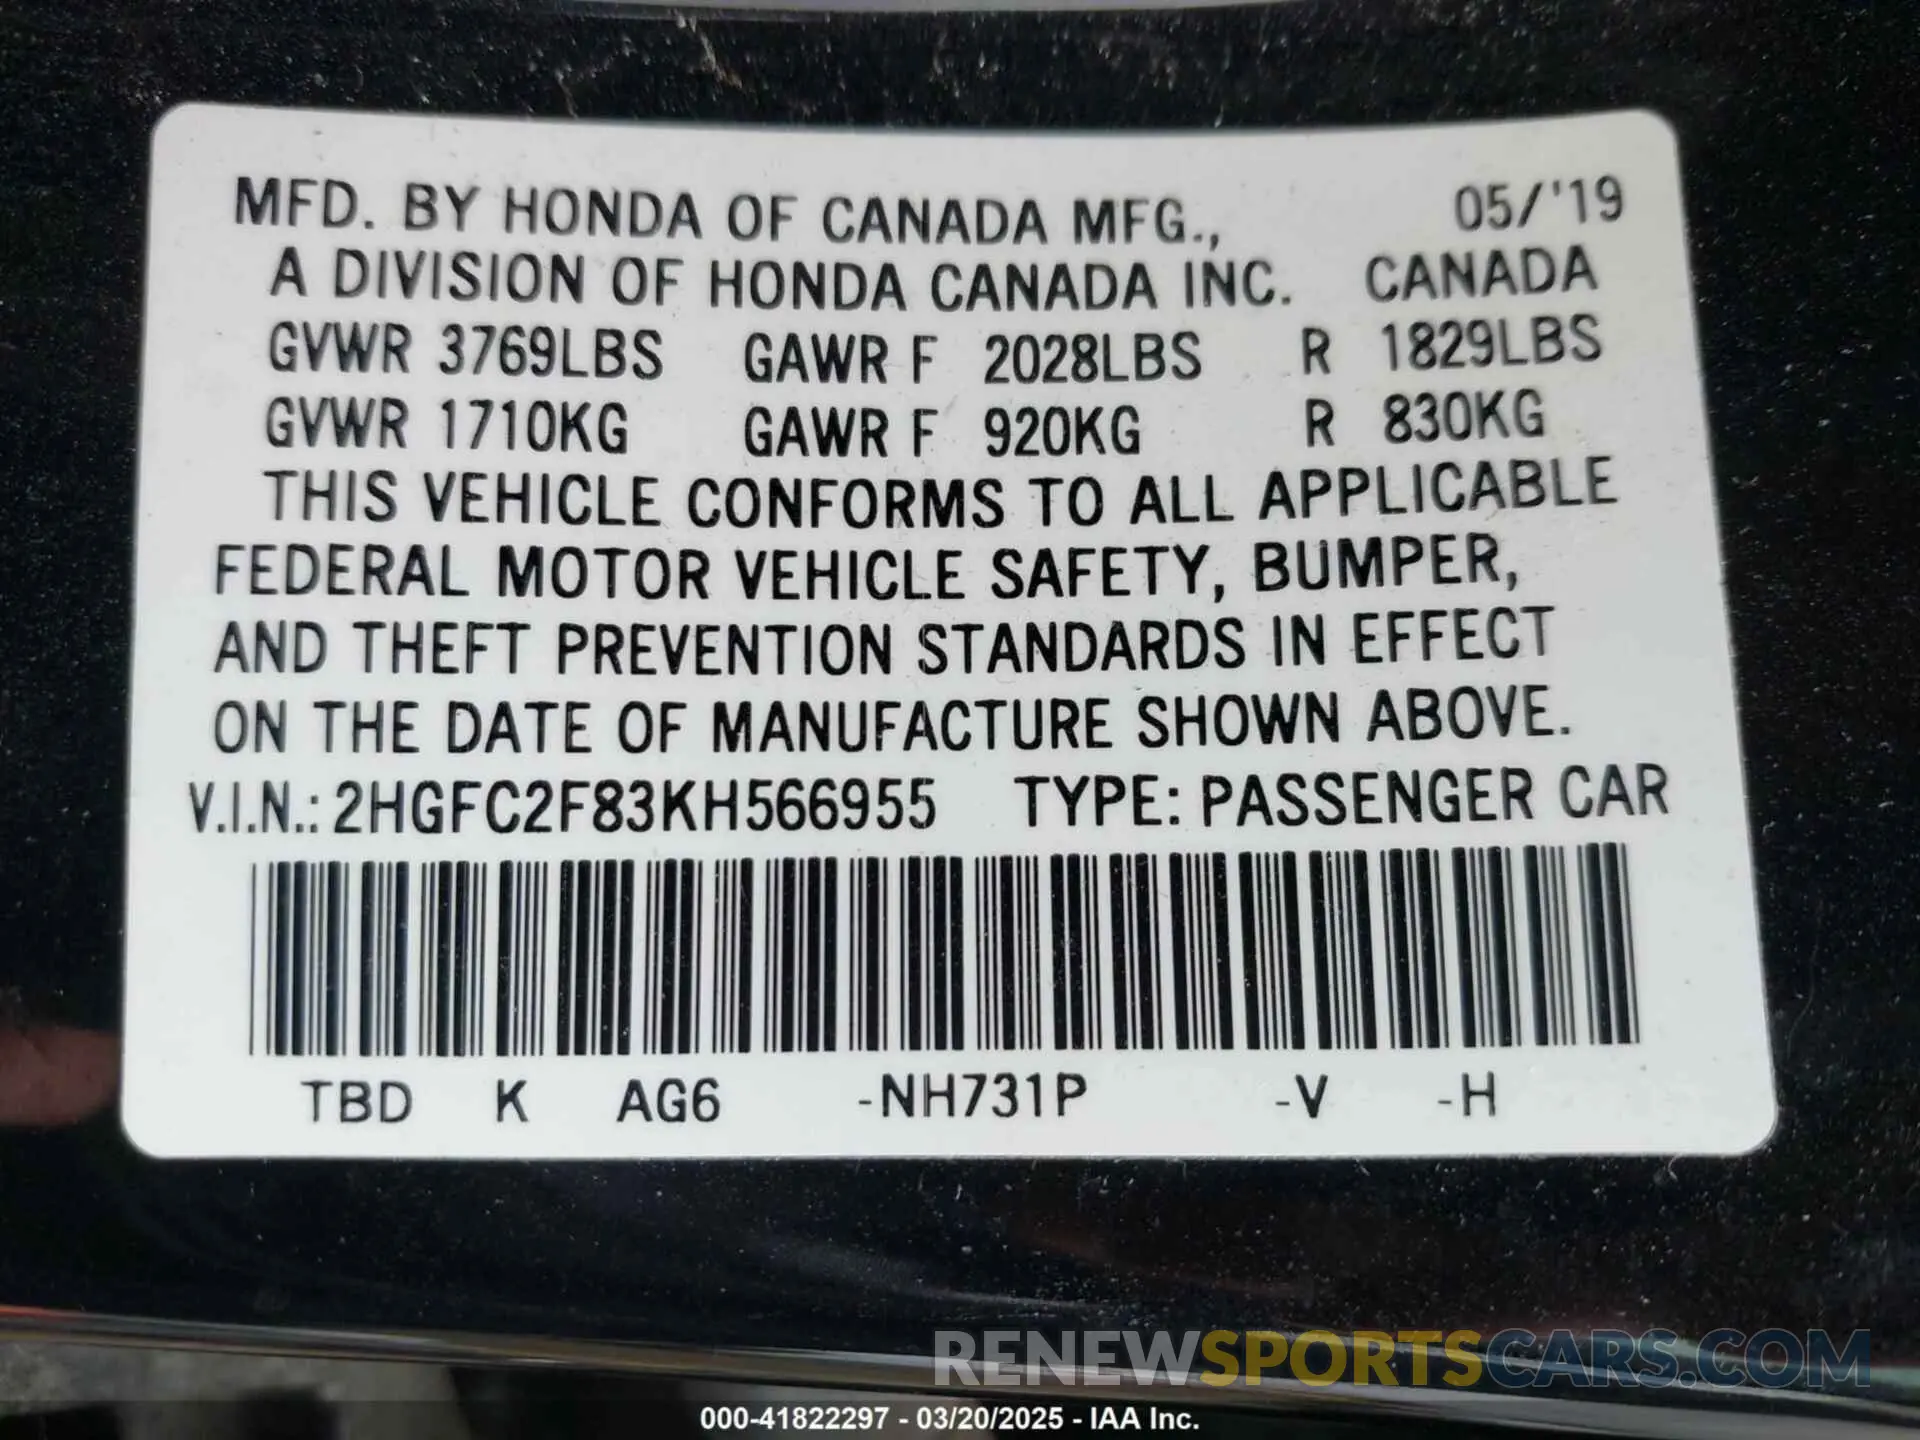 MFD. BY HONDA OF CANADA MFG., 05/'19
A DIVISION OF HONDA CANADA INC. CANADA
GVWR 3769LBS GAWR F 2028LBS R 1829LBS
GVWR 1710KG GAWR F 920KG R 830KG
THIS VEHICLE CONFORMS TO ALL APPLICABLE
FEDERAL MOTOR VEHICLE SAFETY, BUMPER,
AND THEFT PREVENTION STANDARDS IN EFFECT
ON THE DATE OF MANUFACTURE SHOWN ABOVE.
V.I.N.: 2HGFC2F83KH566955 TYPE: PASSENGER CAR
TBD K AG6 -NH731P -V -H
RENEWSPORTSCARS.COM
000-41822297 - 03/20/2025 - IAA Inc.